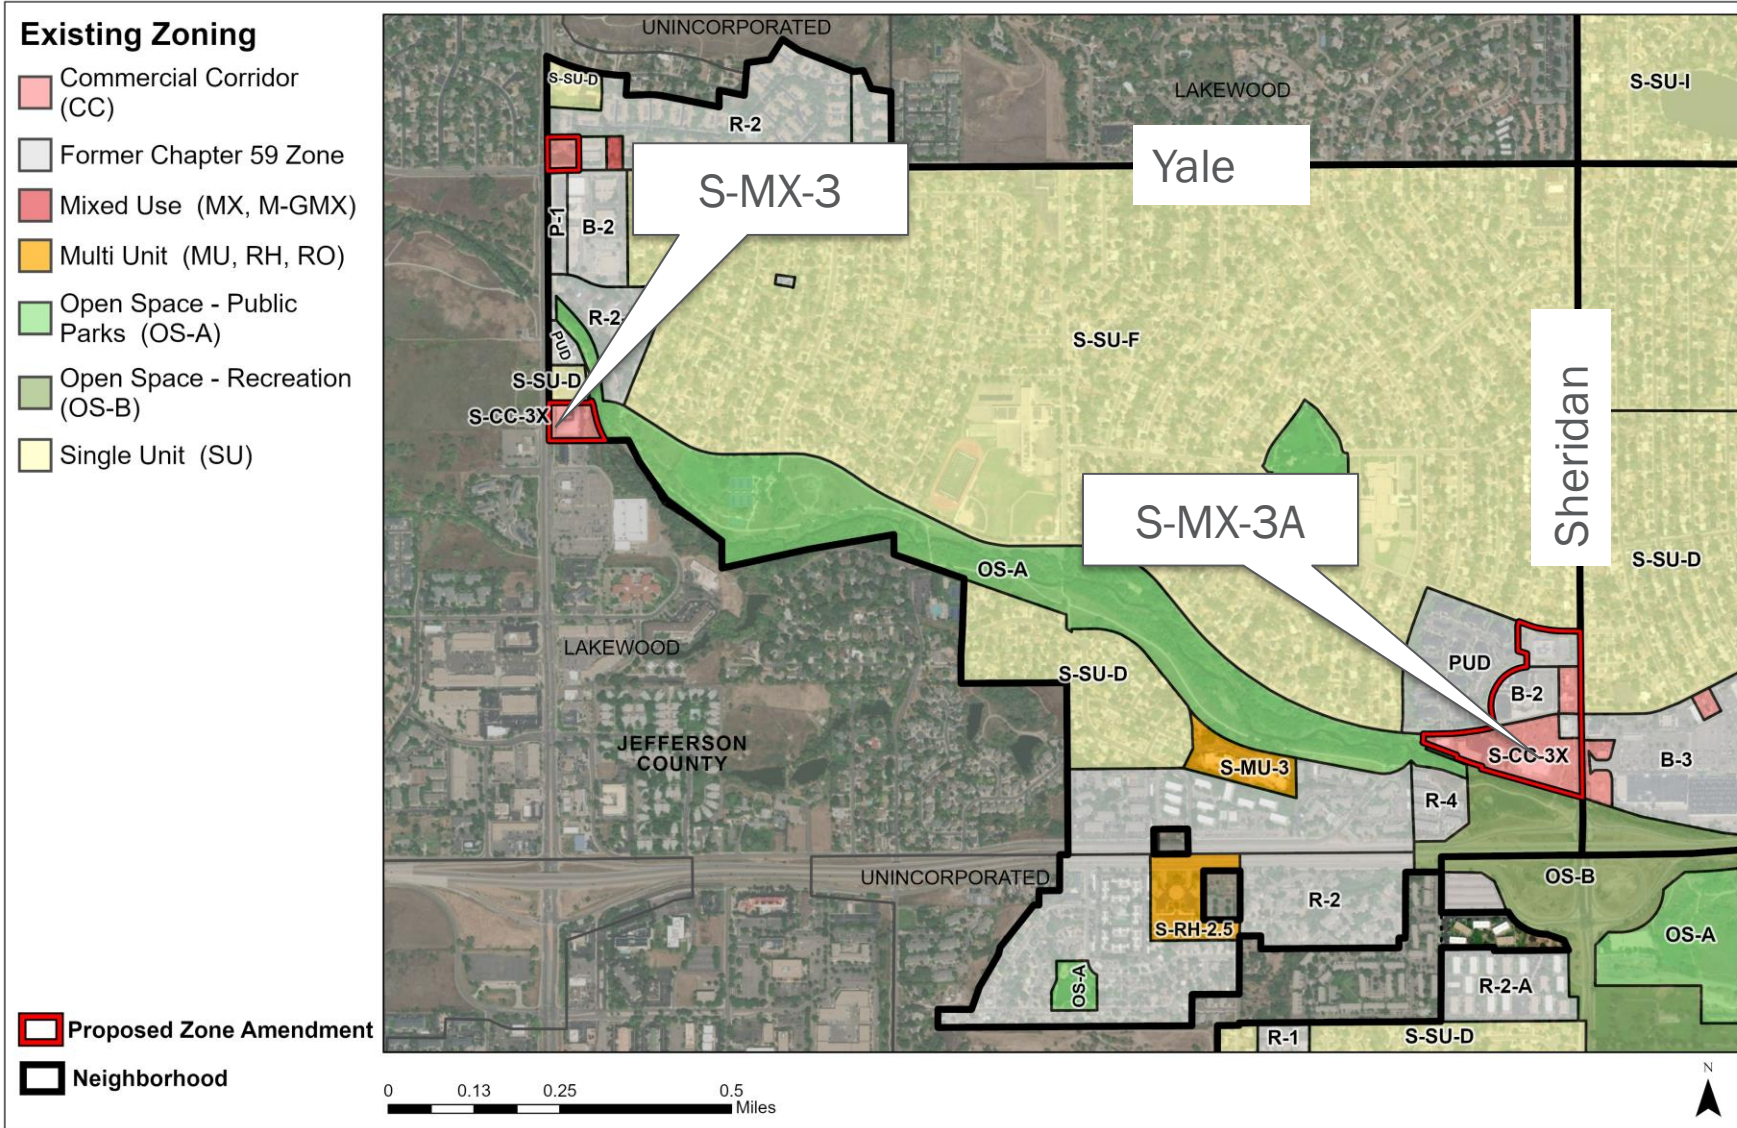 Existing Zoning
Commercial Corridor
(CC)
Former Chapter 59 Zone
Mixed Use (MX, M-GMX)
Multi Unit (MU, RH, RO)
Open Space - Public
Parks (OS-A)
Open Space - Recreation
(OS-B)
Single Unit (SU)
Proposed Zone Amendment
Neighborhood
UNINCORPORATED
S-SU-D
R-2
LAKEWOOD
S-SU-I
Yale
S-MX-3
P-1
B-2
R-2-
PUD
S-SU-D
S-CC-3X
S-SU-F
Sheridan
S-MX-3A
OS-A
S-SU-D
LAKEWOOD
S-SU-D
PUD
B-2
JEFFERSON
COUNTY
S-MU-3
S-CC-3X
B-3
R-4
UNINCORPORATED
R-2
OS-B
S-RH-2.5
OS-A
OS-A
R-2-A
R-1
S-SU-D
0 0.13 0.25 0.5
Miles
N